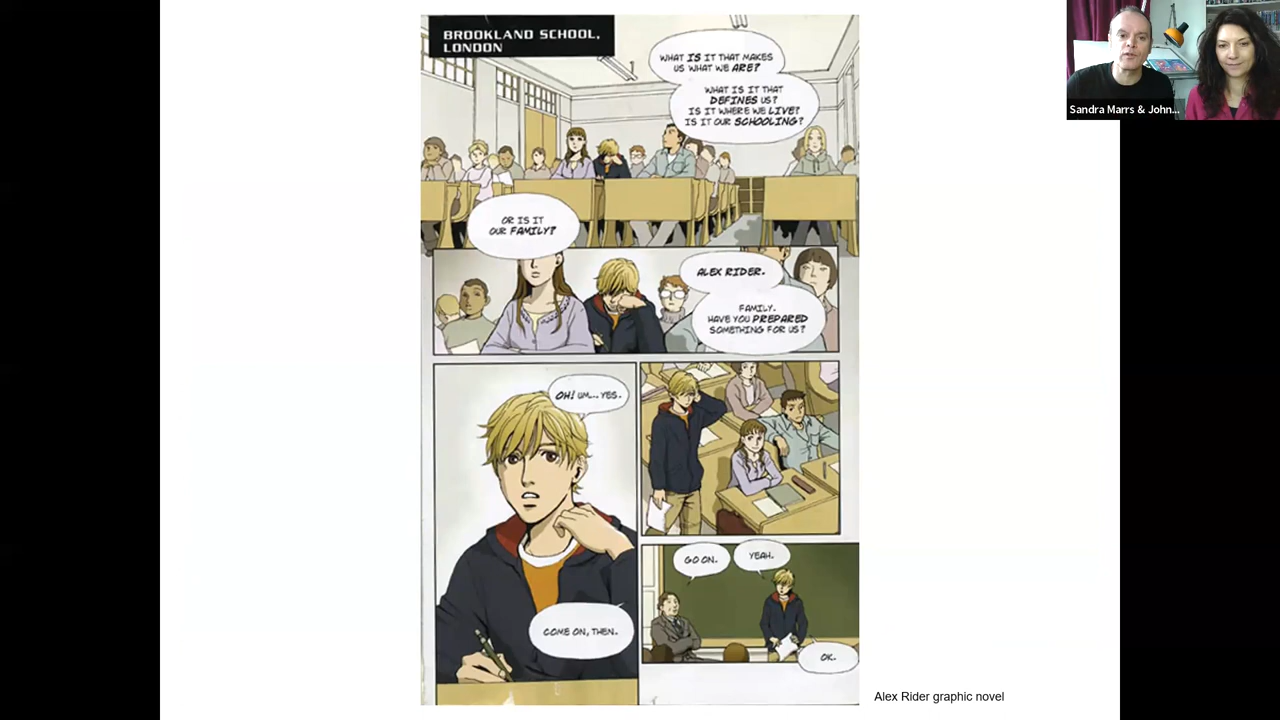 BROOKLAND SCHOOL,
LONDON
WHAT IS IT THAT MAKES
US WHAT WE ARE?
WHAT IS IT THAT
DEFINES US?
IS IT WHERE WE LIVE?
IS IT OUR SCHOOLING?
OR IS IT
OUR FAMILY?
ALEX RIDER.
FAMILY.
HAVE YOU PREPARED
SOMETHING FOR US?
OH! UM... YES.
COME ON, THEN.
GO ON.
YEAH.
OK.
Sandra Marrs & John...
Alex Rider graphic novel